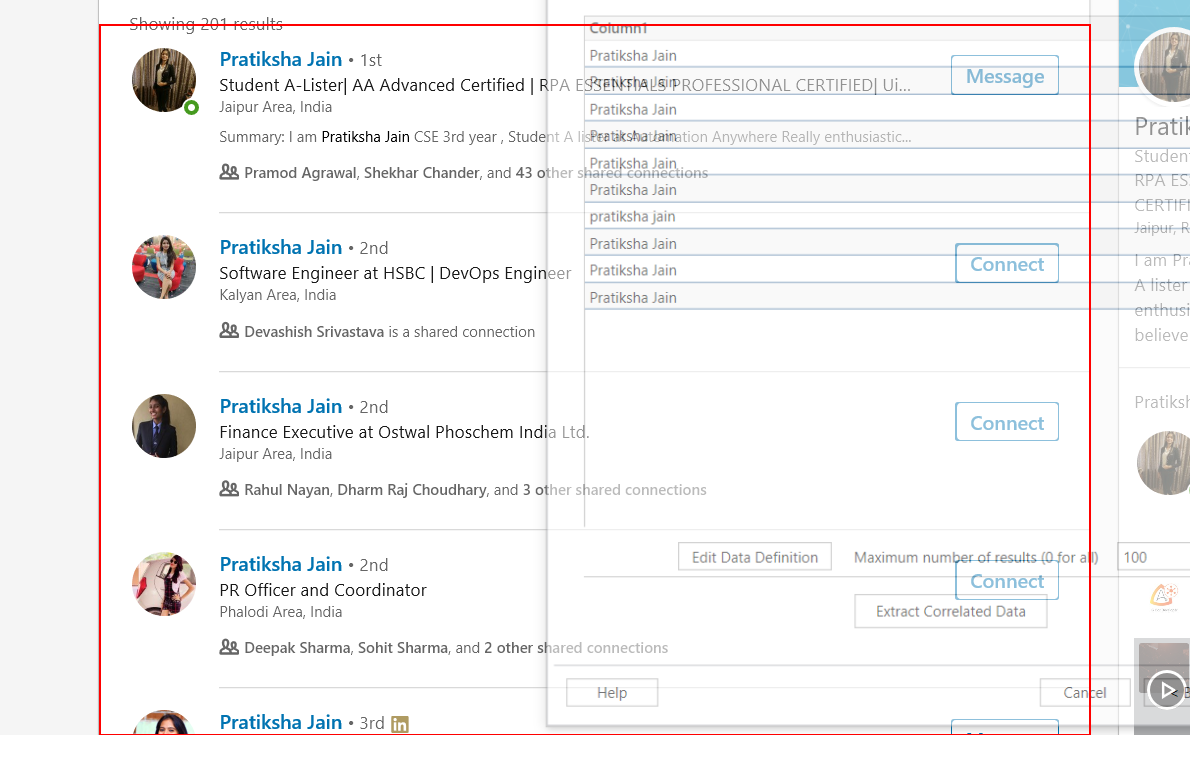 Showing 201 results
Pratiksha Jain • 1st
Student A Lister| AA Advanced Certified | RPA ESSENTIALS PROFESSIONAL CERTIFIED| Ui...
Jaipur Area, India
Summary: I am Pratiksha Jain CSE 3rd year , Student A lister at Automation Anywhere Really enthusiastic...
Pramod Agrawal, Shekhar Chander, and 43 other shared connections
Message
Pratiksha Jain • 2nd
Software Engineer at HSBC | DevOps Engineer
Kalyan Area, India
Devashish Srivastava is a shared connection
Connect
Pratiksha Jain • 2nd
Finance Executive at Ostwal Phoschem India Ltd.
Jaipur Area, India
Rahul Nayan, Dharm Raj Choudhary, and 3 other shared connections
Connect
Pratiksha Jain • 2nd
PR Officer and Coordinator
Phalodi Area, India
Deepak Sharma, Sohit Sharma, and 2 other shared connections
Connect
Pratiksha Jain • 3rd in
Column1
Pratiksha Jain
Pratiksha Jain
Pratiksha Jain
Pratiksha Jain
Pratiksha Jain
Pratiksha Jain
pratiksha jain
Pratiksha Jain
Pratiksha Jain
Pratiksha Jain
Edit Data Definition
Maximum number of results (0 for all)
100
Extract Correlated Data
Help
Cancel
< B
Pratik
Student
RPA ES
CERTIFI
Jaipur, R
I am Pra
A lister
enthusi
believe
Pratiksh